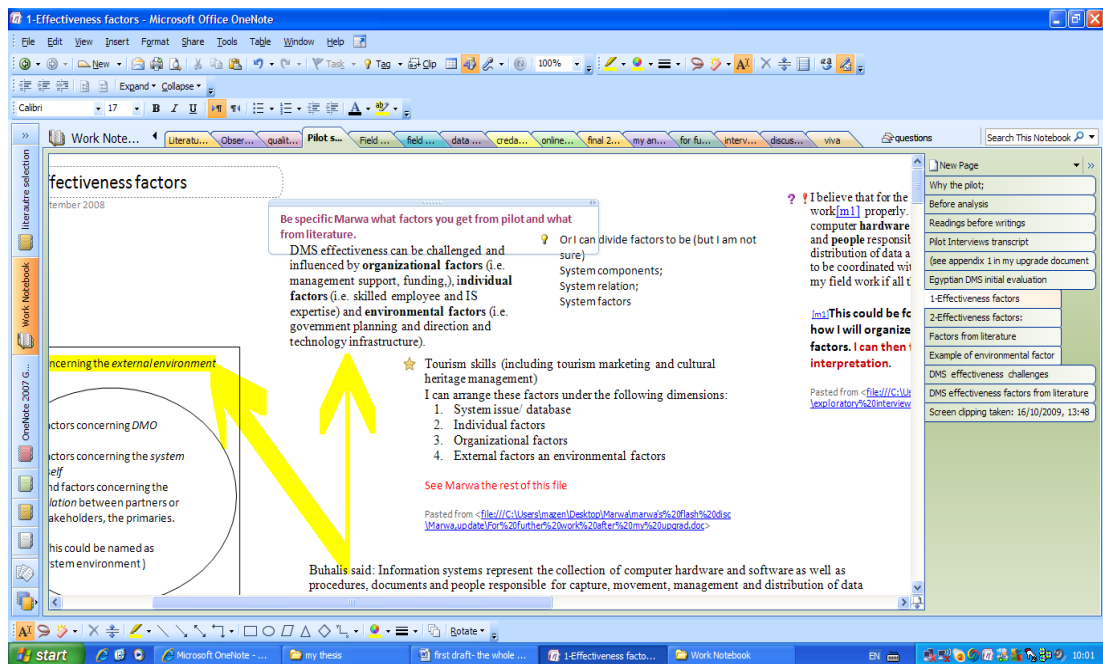 1-Effectiveness factors - Microsoft Office OneNote
File Edit View Insert Format Share Tools Table Window Help
New Task Tag Clip 100%
Expand Collapse
Calibri 17 B I U A
Work Note... Literatu... Obser... qualit... Pilot s... Field ... field ... data ... creda... online... final 2... my an... for fu... interv... discus... viva questions Search This Notebook
literautre selection
Work Notebook
OneNote 2007 G...
fectiveness factors
tember 2008
Be specific Marwa what factors you get from pilot and what
from literature.
DMS effectiveness can be challenged and
influenced by organizational factors (i.e.
management support, funding,), individual
factors (i.e. skilled employee and IS
expertise) and environmental factors (i.e.
government planning and direction and
technology infrastructure).
Or I can divide factors to be (but I am not
sure)
System components;
System relation;
System factors
? ! I believe that for the
work[m1] properly.
computer hardware
and people responsib
distribution of data a
to be coordinated wit
my field work if all t
[m1]This could be fo
how I will organize
factors. I can then
interpretation.
Pasted from <file:///C:\Us
\exploratory%20interview
ncerning the external environment
actors concerning DMO
actors concerning the system
self
nd factors concerning the
lation between partners or
akeholders, the primaries.
his could be named as
stem environment )
Tourism skills (including tourism marketing and cultural
heritage management)
I can arrange these factors under the following dimensions:
1. System issue/ database
2. Individual factors
3. Organizational factors
4. External factors an environmental factors
See Marwa the rest of this file
Pasted from <file:///C:\Users\mazen\Desktop\Marwa\marwa's%20flash%20disc
\Marwa,update\For%20further%20work%20after%20my%20upgrad.doc>
Buhalis said: Information systems represent the collection of computer hardware and software as well as
procedures, documents and people responsible for capture, movement, management and distribution of data
New Page
Why the pilot;
Before analysis
Readings before writings
Pilot Interviews transcript
(see appendix 1 in my upgrade document
Egyptian DMS initial evaluation
1-Effectiveness factors
2-Effectiveness factors:
Factors from literature
Example of environmental factor
DMS effectiveness challenges
DMS effectiveness factors from literature
Screen clipping taken: 16/10/2009, 13:48
AI Rotate
start Microsoft OneNote - ... my thesis first draft- the whole ... 1-Effectiveness facto... Work Notebook EN 10:01